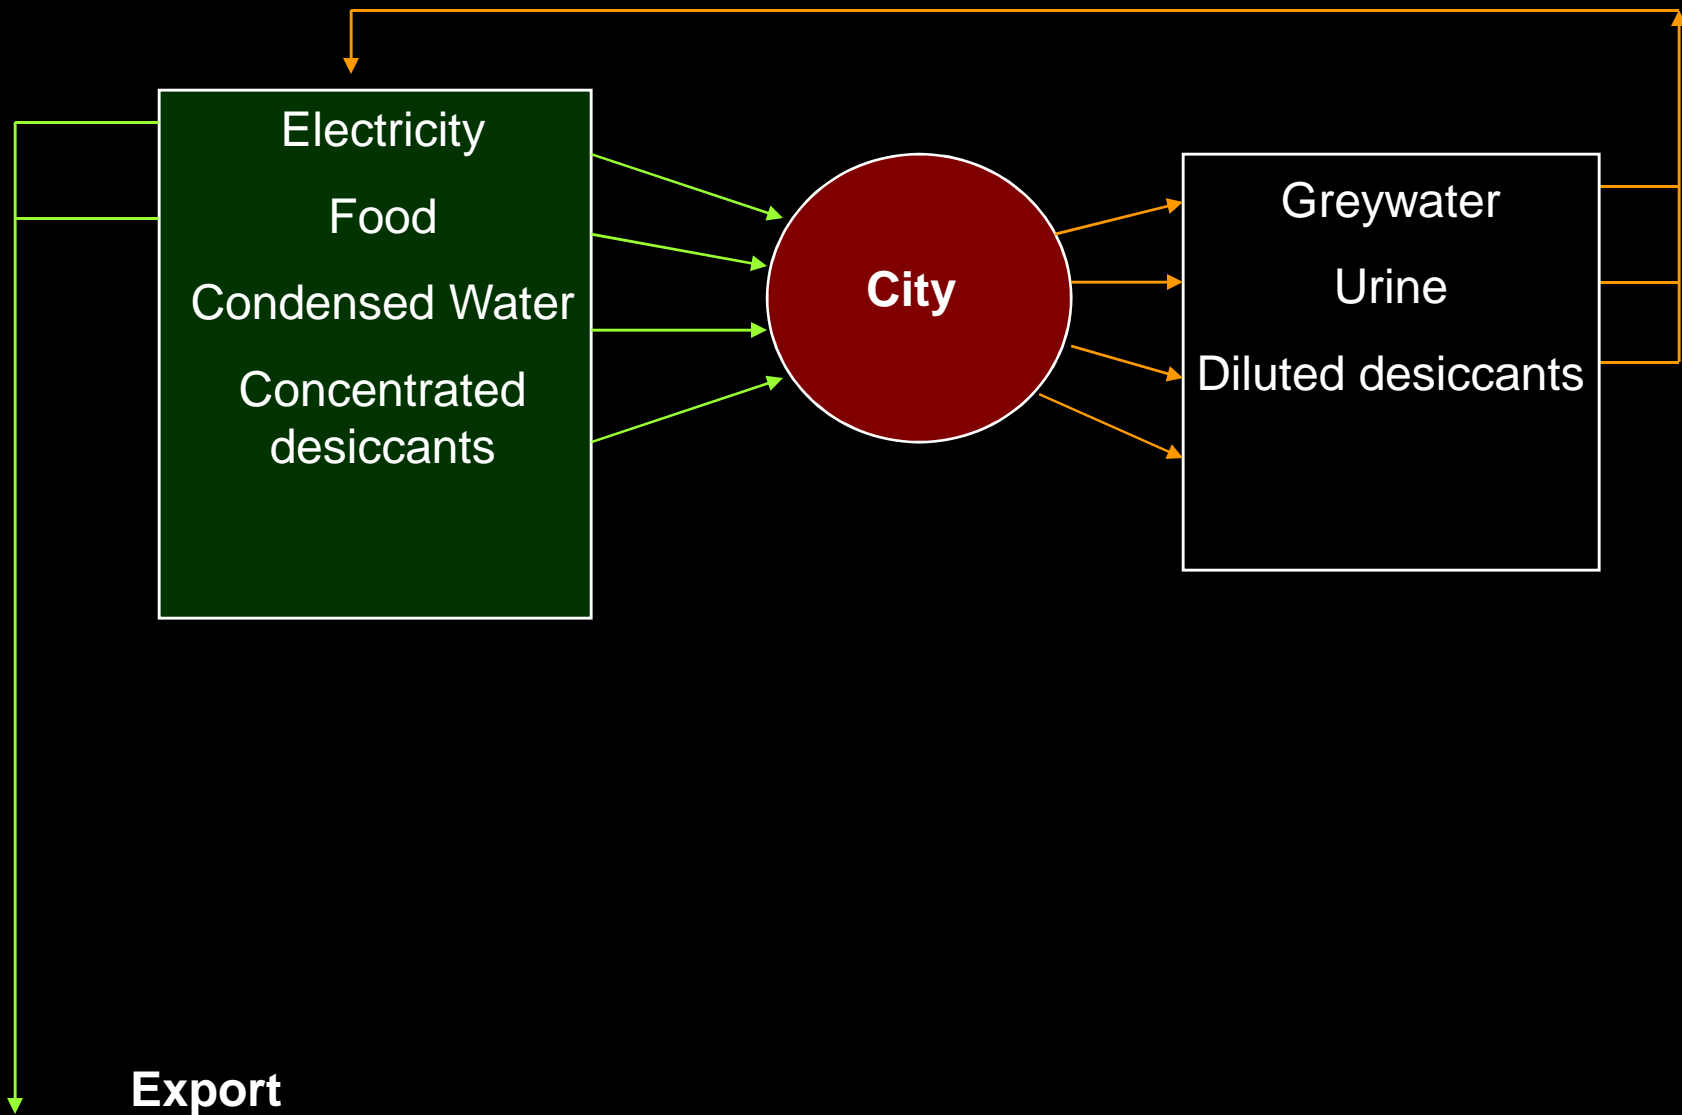 Electricity
Food
Condensed Water
Concentrated
desiccants
City
Greywater
Urine
Diluted desiccants
Export